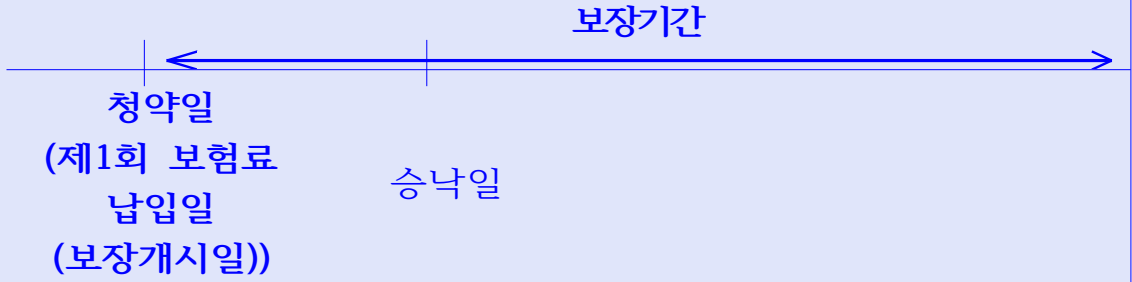 보장기간
청약일
(제1회 보험료
납입일
(보장개시일))
승낙일